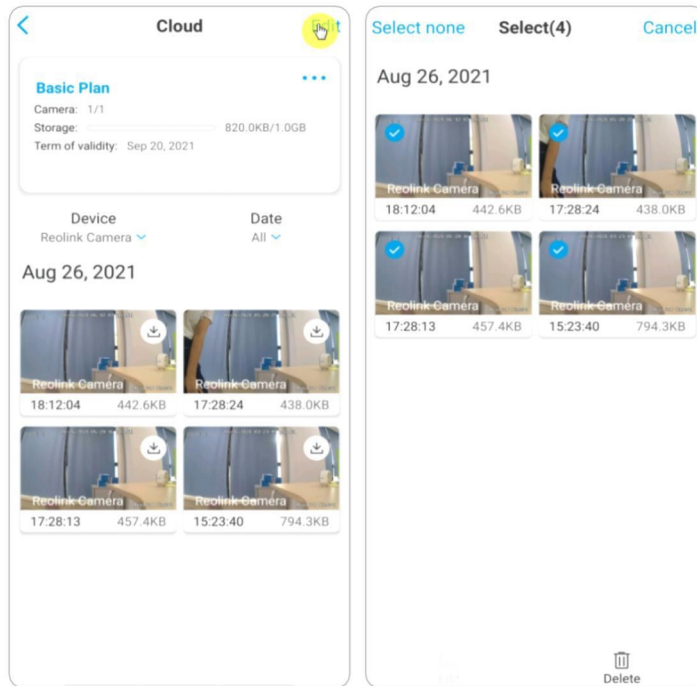 Cloud
Edit
Basic Plan
Camera: 1/1
Storage: 820.0KB/1.0GB
Term of validity: Sep 20, 2021
Device Date
Reolink Camera All
Aug 26, 2021
Reolink Camera Reolink Camera
18:12:04 442.6KB 17:28:24 438.0KB
Reolink Camera Reolink Camera
17:28:13 457.4KB 15:23:40 794.3KB
Select none Select(4) Cancel
Aug 26, 2021
Reolink Camera Reolink Camera
18:12:04 442.6KB 17:28:24 438.0KB
Reolink Camera Reolink Camera
17:28:13 457.4KB 15:23:40 794.3KB
Delete